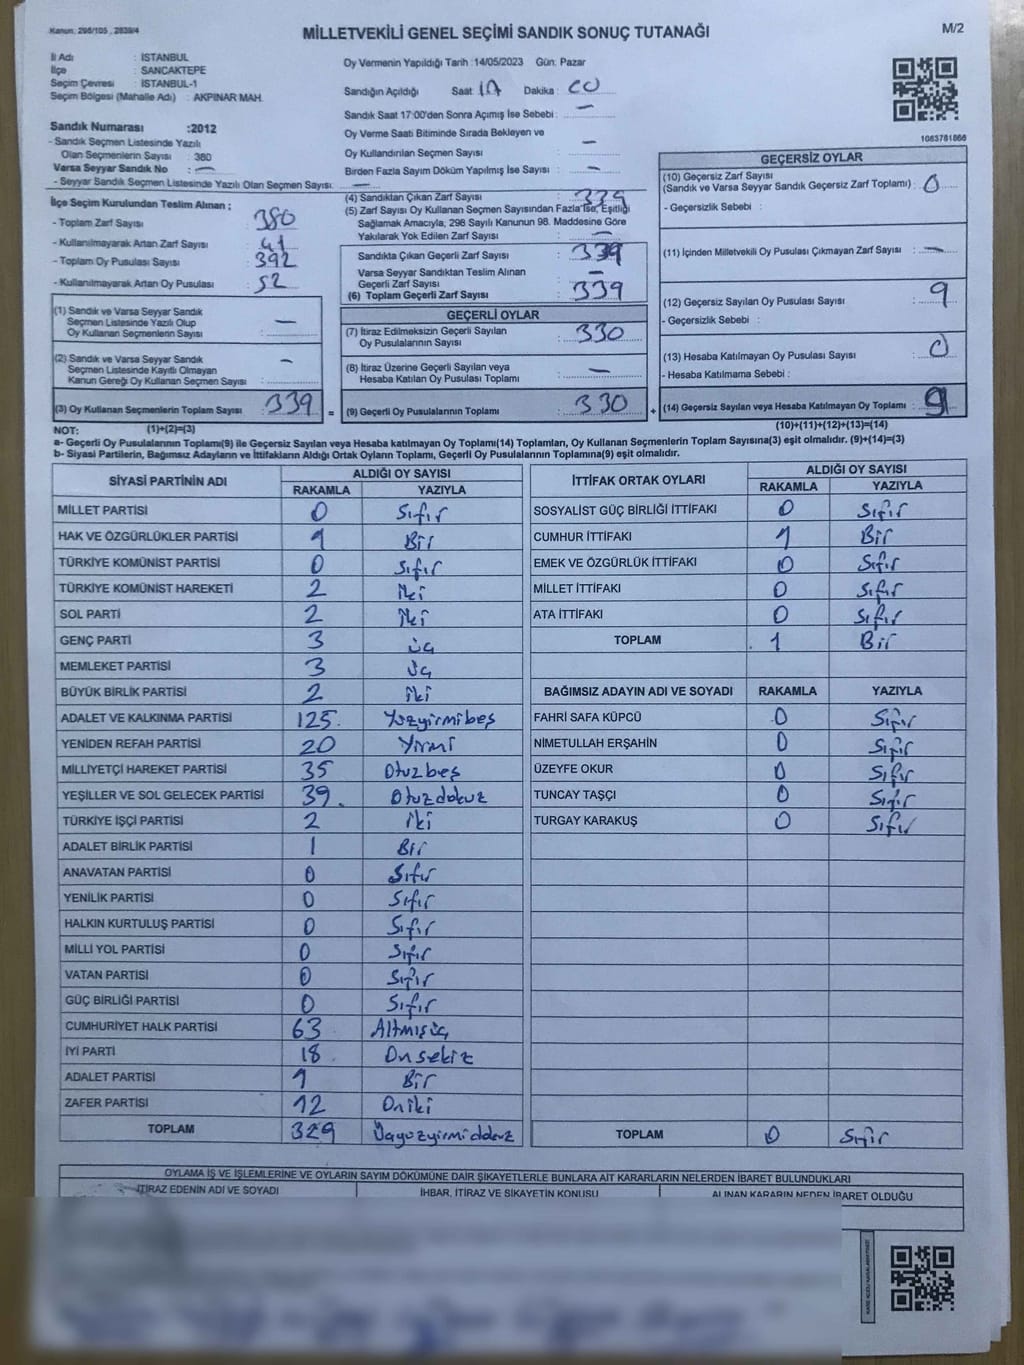 Kanun: 298/105 , 2839/4
MİLLETVEKİLİ GENEL SEÇİMİ SANDIK SONUÇ TUTANAĞI
M/2
İl Adı : İSTANBUL
İlçe : SANCAKTEPE
Seçim Çevresi : İSTANBUL-1
Seçim Bölgesi (Mahalle Adı) : AKPINAR MAH.
Sandık Numarası :2012
- Sandık Seçmen Listesinde Yazılı
Olan Seçmenlerin Sayısı : 380
Varsa Seyyar Sandık No : —
- Seyyar Sandık Seçmen Listesinde Yazılı Olan Seçmen Sayısı. —
Oy Vermenin Yapıldığı Tarih :14/05/2023 Gün: Pazar
Sandığın Açıldığı Saat Dakika :
Sandık Saat 17:00'den Sonra Açımış İse Sebebi : —
Oy Verme Saati Bitiminde Sırada Bekleyen ve
Oy Kullandırılan Seçmen Sayısı —
Birden Fazla Sayım Döküm Yapılmış İse Sayısı : —
1063781866
İlçe Seçim Kurulundan Teslim Alınan ;
- Toplam Zarf Sayısı : 380
- Kullanılmayarak Artan Zarf Sayısı : 41
- Toplam Oy Pusulası Sayısı : 392
- Kullanılmayarak Artan Oy Pusulası : 52
(1) Sandık ve Varsa Seyyar Sandık
Seçmen Listesinde Yazılı Olup
Oy Kullanan Seçmenlerin Sayısı : —
(2) Sandık ve Varsa Seyyar Sandık
Seçmen Listesinde Kayıtlı Olmayan
Kanun Gereği Oy Kullanan Seçmen Sayısı : —
(3) Oy Kullanan Seçmenlerin Toplam Sayısı : 339 =
(4) Sandıktan Çıkan Zarf Sayısı : 339
(5) Zarf Sayısı Oy Kullanan Seçmen Sayısından Fazla İse, Eşitliği
Sağlamak Amacıyla, 298 Sayılı Kanunun 98. Maddesine Göre
Yakılarak Yok Edilen Zarf Sayısı : —
Sandıkta Çıkan Geçerli Zarf Sayısı : 339
Varsa Seyyar Sandıktan Teslim Alınan
Geçerli Zarf Sayısı : —
(6) Toplam Geçerli Zarf Sayısı : 339
GEÇERLİ OYLAR
(7) İtiraz Edilmeksizin Geçerli Sayılan
Oy Pusulalarının Sayısı : 330
(8) İtiraz Üzerine Geçerli Sayılan veya
Hesaba Katılan Oy Pusulası Toplamı : —
(9) Geçerli Oy Pusulalarının Toplamı : 330 +
GEÇERSİZ OYLAR
(10) Geçersiz Zarf Sayısı
(Sandık ve Varsa Seyyar Sandık Geçersiz Zarf Toplamı) : 0
- Geçersizlik Sebebi :
(11) İçinden Milletvekili Oy Pusulası Çıkmayan Zarf Sayısı : —
(12) Geçersiz Sayılan Oy Pusulası Sayısı : 9
- Geçersizlik Sebebi :
(13) Hesaba Katılmayan Oy Pusulası Sayısı : 0
- Hesaba Katılmama Sebebi :
(14) Geçersiz Sayılan veya Hesaba Katılmayan Oy Toplamı : 9
NOT: (1)+(2)=(3)
(10)+(11)+(12)+(13)=(14)
a- Geçerli Oy Pusulalarının Toplamı(9) ile Geçersiz Sayılan veya Hesaba katılmayan Oy Toplamı(14) Toplamları, Oy Kullanan Seçmenlerin Toplam Sayısına(3) eşit olmalıdır. (9)+(14)=(3)
b- Siyasi Partilerin, Bağımsız Adayların ve İttifakların Aldığı Ortak Oyların Toplamı, Geçerli Oy Pusulalarının Toplamına(9) eşit olmalıdır.
SİYASİ PARTİNİN ADI ALDIĞI OY SAYISI
RAKAMLA YAZIYLA
MİLLET PARTİSİ 0 Sıfır
HAK VE ÖZGÜRLÜKLER PARTİSİ 1 Bir
TÜRKİYE KOMÜNİST PARTİSİ 0 Sıfır
TÜRKİYE KOMÜNİST HAREKETİ 2 İki
SOL PARTİ 2 İki
GENÇ PARTİ 3 üç
MEMLEKET PARTİSİ 3 Üç
BÜYÜK BİRLİK PARTİSİ 2 İki
ADALET VE KALKINMA PARTİSİ 125 Yüzyirmibeş
YENİDEN REFAH PARTİSİ 20 Yirmi
MİLLİYETÇİ HAREKET PARTİSİ 35 Otuzbeş
YEŞİLLER VE SOL GELECEK PARTİSİ 39 Otuzdokuz
TÜRKİYE İŞÇİ PARTİSİ 2 İki
ADALET BİRLİK PARTİSİ 1 Bir
ANAVATAN PARTİSİ 0 Sıfır
YENİLİK PARTİSİ 0 Sıfır
HALKIN KURTULUŞ PARTİSİ 0 Sıfır
MİLLİ YOL PARTİSİ 0 Sıfır
VATAN PARTİSİ 0 Sıfır
GÜÇ BİRLİĞİ PARTİSİ 0 Sıfır
CUMHURİYET HALK PARTİSİ 63 Altmışüç
İYİ PARTİ 18 Onsekiz
ADALET PARTİSİ 1 Bir
ZAFER PARTİSİ 12 Oniki
TOPLAM 329
İTTİFAK ORTAK OYLARI ALDIĞI OY SAYISI
RAKAMLA YAZIYLA
SOSYALİST GÜÇ BİRLİĞİ İTTİFAKI 0 Sıfır
CUMHUR İTTİFAKI 1 Bir
EMEK VE ÖZGÜRLÜK İTTİFAKI 0 Sıfır
MİLLET İTTİFAKI 0 Sıfır
ATA İTTİFAKI 0 Sıfır
TOPLAM 1 Bir
BAĞIMSIZ ADAYIN ADI VE SOYADI RAKAMLA YAZIYLA
FAHRİ SAFA KÜPCÜ 0 Sıfır
NİMETULLAH ERŞAHİN 0 Sıfır
ÜZEYFE OKUR 0 Sıfır
TUNCAY TAŞÇI 0 Sıfır
TURGAY KARAKUŞ 0 Sıfır
TOPLAM 0 Sıfır
OYLAMA İŞ VE İŞLEMLERİNE VE OYLARIN SAYIM DÖKÜMÜNE DAİR ŞİKAYETLERLE BUNLARA AİT KARARLARIN NELERDEN İBARET BULUNDUKLARI
İTİRAZ EDENİN ADI VE SOYADI
İHBAR, İTİRAZ VE ŞİKAYETİN KONUSU
ALINAN KARARIN NEDEN İBARET OLDUĞU